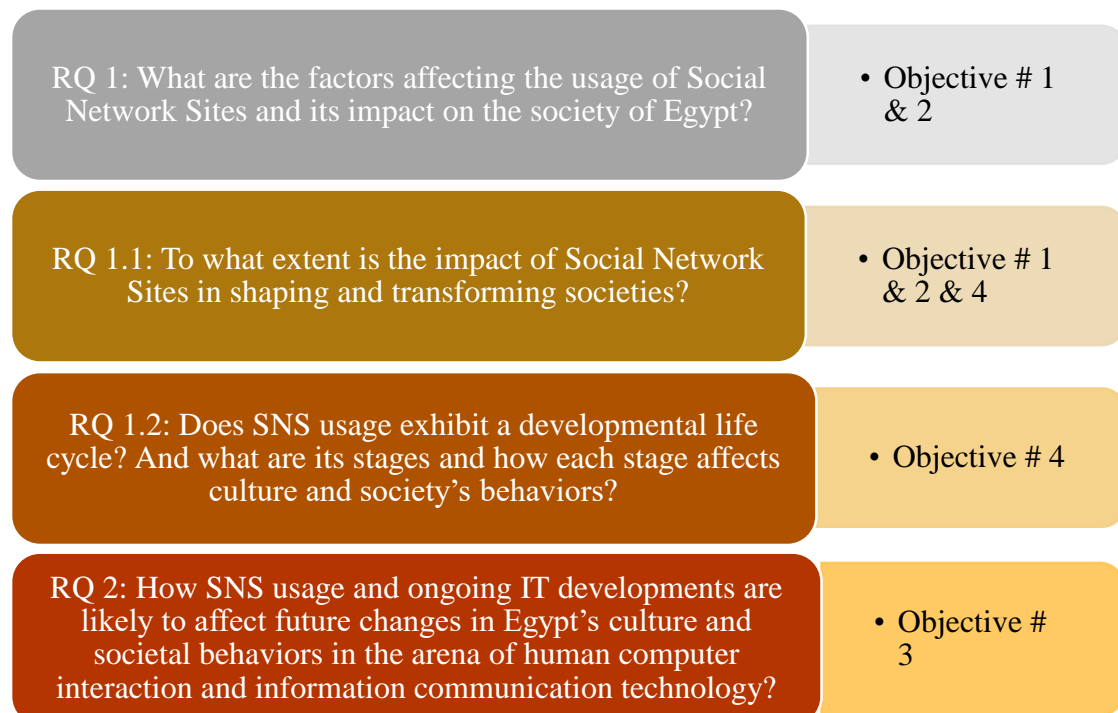 RQ 1: What are the factors affecting the usage of Social
Network Sites and its impact on the society of Egypt?
• Objective # 1
& 2
RQ 1.1: To what extent is the impact of Social Network
Sites in shaping and transforming societies?
• Objective # 1
& 2 & 4
RQ 1.2: Does SNS usage exhibit a developmental life
cycle? And what are its stages and how each stage affects
culture and society’s behaviors?
• Objective # 4
RQ 2: How SNS usage and ongoing IT developments are
likely to affect future changes in Egypt’s culture and
societal behaviors in the arena of human computer
interaction and information communication technology?
• Objective #
3